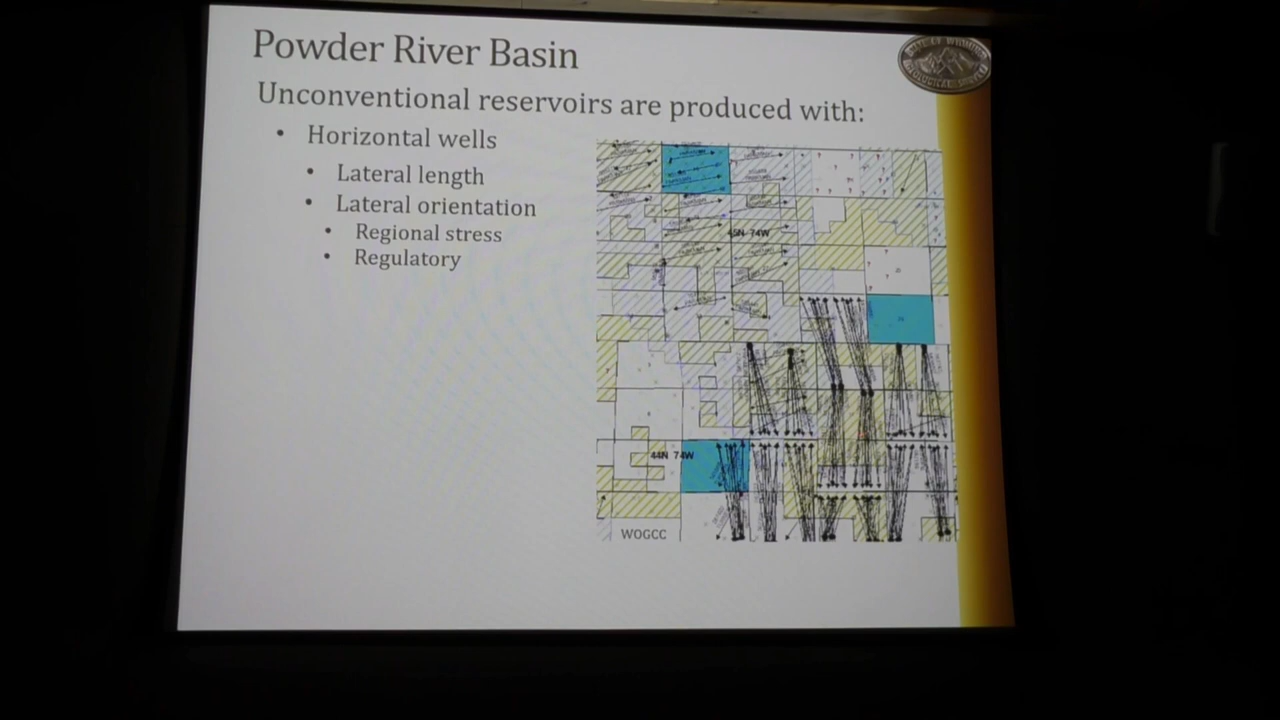 Powder River Basin
Unconventional reservoirs are produced with:
• Horizontal wells
• Lateral length
• Lateral orientation
• Regional stress
• Regulatory
45N 74W
44N 74W
WOGCC